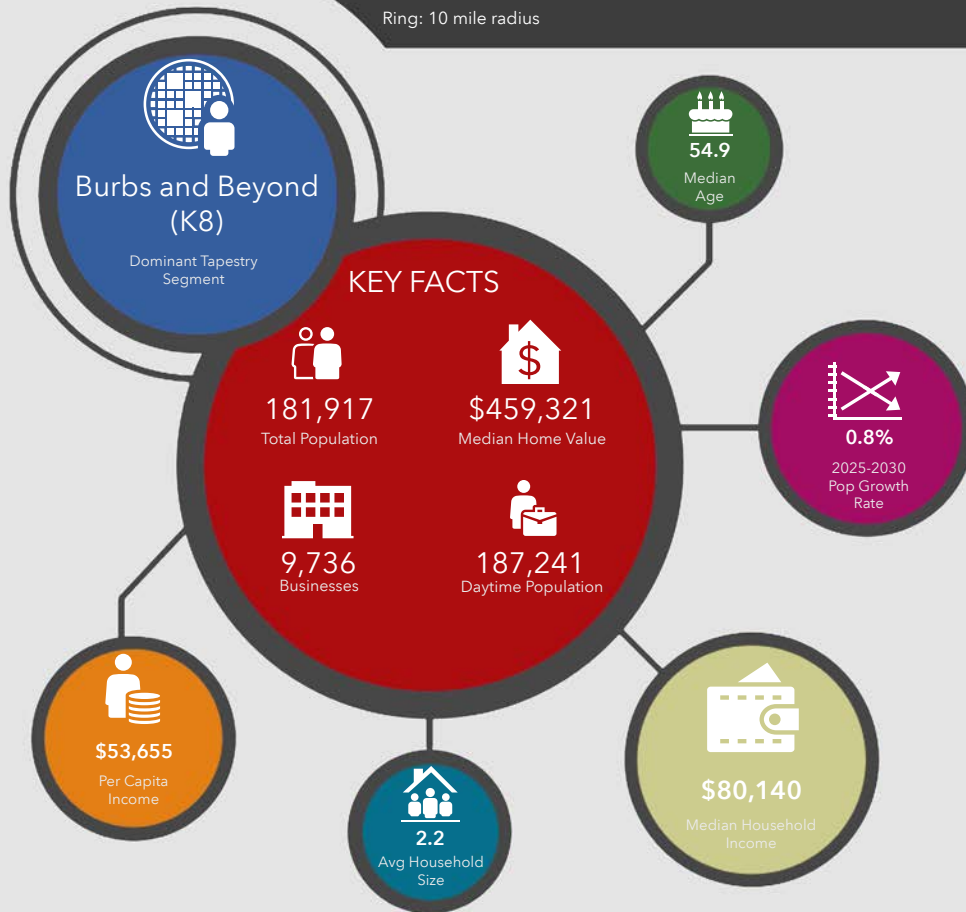 Ring: 10 mile radius
Burbs and Beyond
(K8)
Dominant Tapestry
Segment
54.9
Median
Age
KEY FACTS
181,917
Total Population
$459,321
Median Home Value
9,736
Businesses
187,241
Daytime Population
0.8%
2025-2030
Pop Growth
Rate
$53,655
Per Capita
Income
2.2
Avg Household
Size
$80,140
Median Household
Income